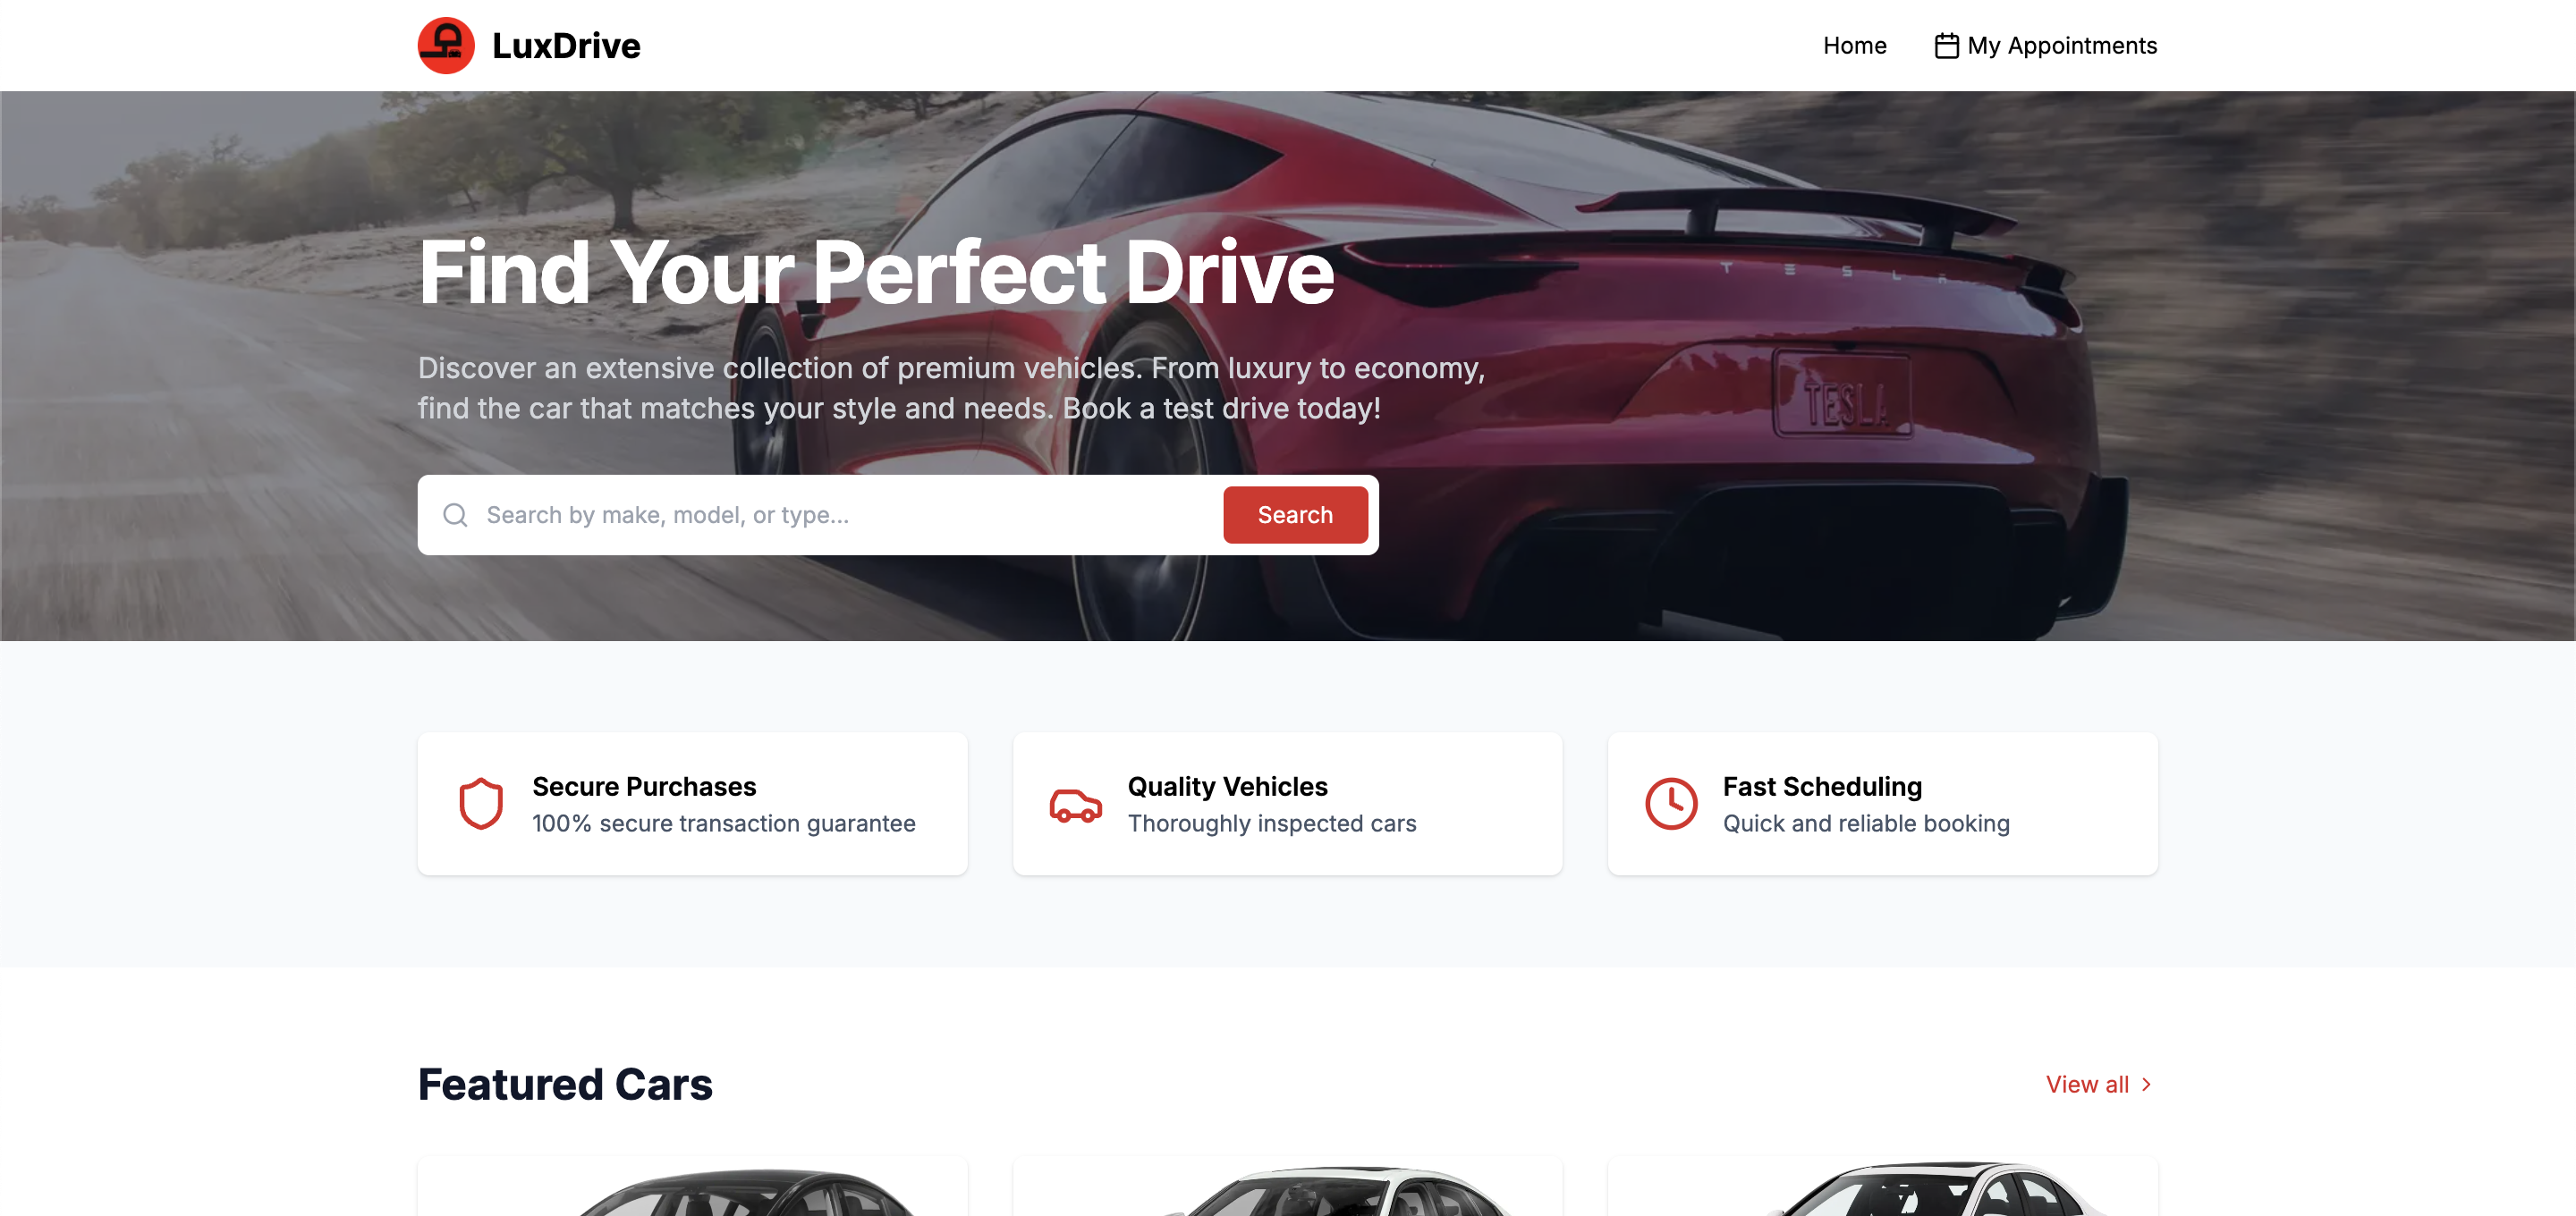 LuxDrive
Home
My Appointments
Find Your Perfect Drive
TESLA
Discover an extensive collection of premium vehicles. From luxury to economy,
find the car that matches your style and needs. Book a test drive today!
TESLA
Search by make, model, or type...
Search
Secure Purchases
100% secure transaction guarantee
Quality Vehicles
Thoroughly inspected cars
Fast Scheduling
Quick and reliable booking
Featured Cars
View all